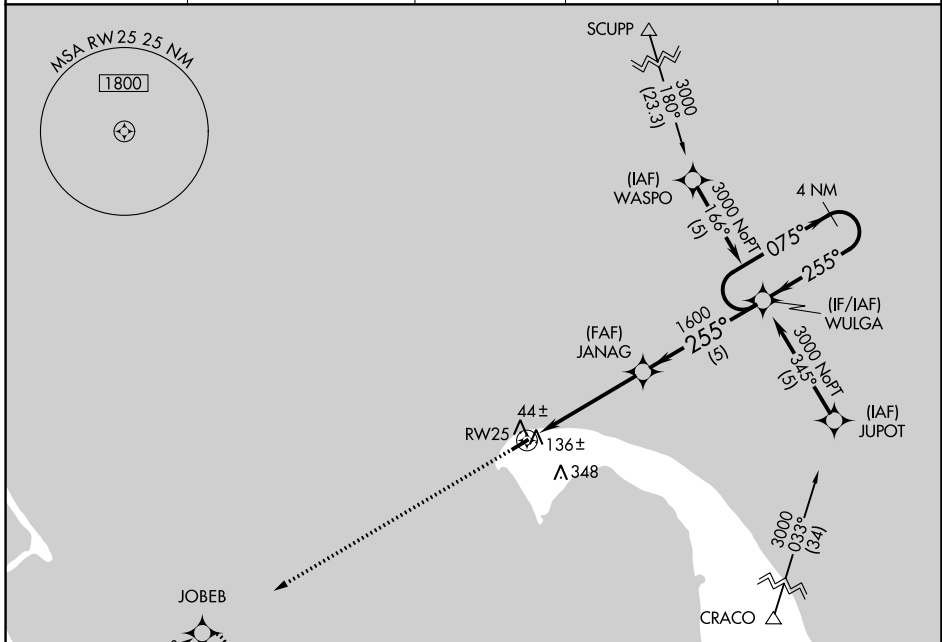 MSA RW 25 25 NM
1800
SCUPP
3000
180°
(23.3)
(IAF)
WASPO
3000 NoPT
166°
(5)
4 NM
075°
255°
(IF/IAF)
WULGA
1600
255°
(5)
(FAF)
JANAG
3000 NoPT
345°
(5)
(IAF)
JUPOT
44±
RW25
136±
348
3000
033°
(34)
CRACO
JOBEB